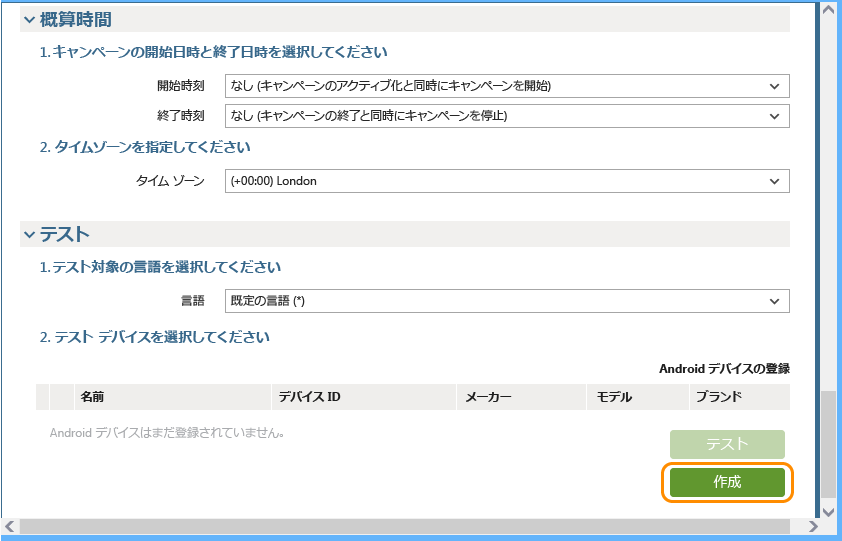 概算時間
1. キャンペーンの開始日時と終了日時を選択してください
開始時刻 なし (キャンペーンのアクティブ化と同時にキャンペーンを開始)
終了時刻 なし (キャンペーンの終了と同時にキャンペーンを停止)
2. タイムゾーンを指定してください
タイム ゾーン (+00:00) London
テスト
1. テスト対象の言語を選択してください
言語 既定の言語 (*)
2. テスト デバイスを選択してください
Android デバイスの登録
名前 デバイス ID メーカー モデル ブランド
Android デバイスはまだ登録されていません。
テスト
作成